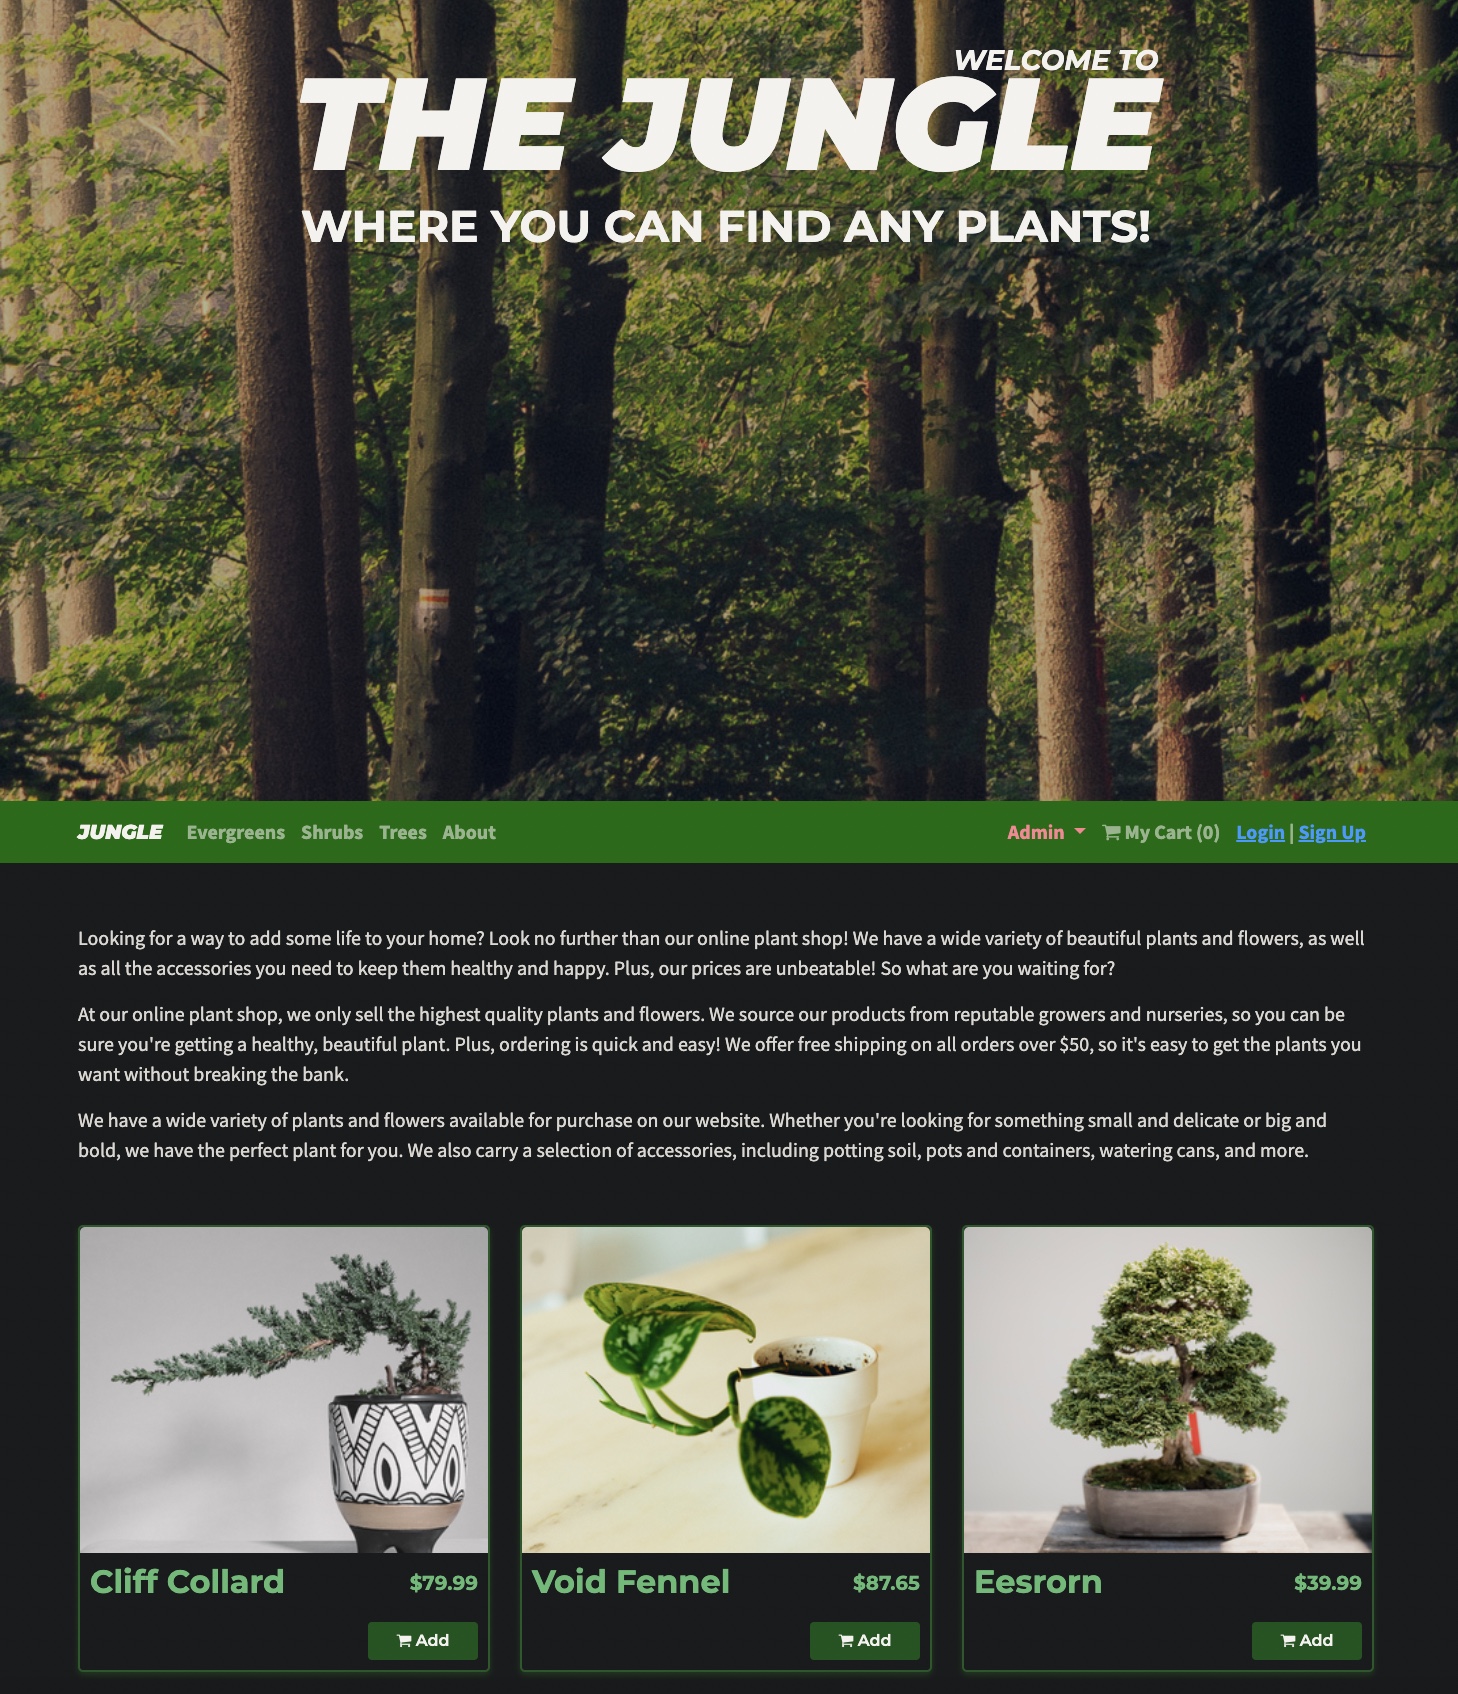 WELCOME TO
THE JUNGLE
WHERE YOU CAN FIND ANY PLANTS!
JUNGLE Evergreens Shrubs Trees About Admin My Cart (0) Login | Sign Up
Looking for a way to add some life to your home? Look no further than our online plant shop! We have a wide variety of beautiful plants and flowers, as well
as all the accessories you need to keep them healthy and happy. Plus, our prices are unbeatable! So what are you waiting for?
At our online plant shop, we only sell the highest quality plants and flowers. We source our products from reputable growers and nurseries, so you can be
sure you're getting a healthy, beautiful plant. Plus, ordering is quick and easy! We offer free shipping on all orders over $50, so it's easy to get the plants you
want without breaking the bank.
We have a wide variety of plants and flowers available for purchase on our website. Whether you're looking for something small and delicate or big and
bold, we have the perfect plant for you. We also carry a selection of accessories, including potting soil, pots and containers, watering cans, and more.
Cliff Collard $79.99
Add
Void Fennel $87.65
Add
Eesrorn $39.99
Add